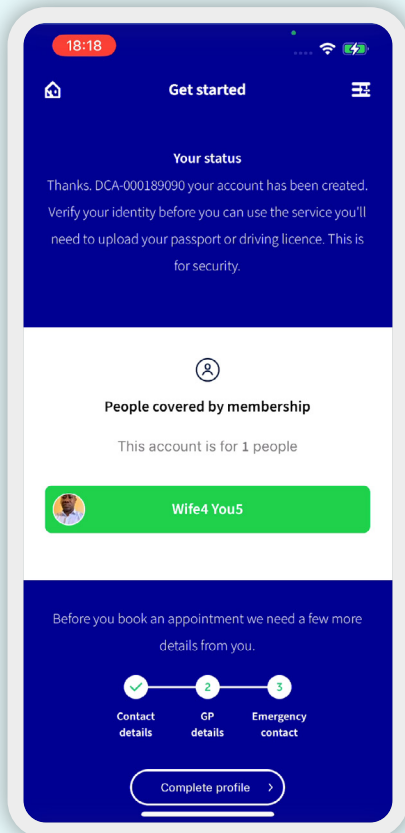 18:18
Get started
Your status
Thanks. DCA-000189090 your account has been created.
Verify your identity before you can use the service you'll
need to upload your passport or driving licence. This is
for security.
People covered by membership
This account is for 1 people
Wife4 You5
Before you book an appointment we need a few more
details from you.
2
3
Contact
details
GP
details
Emergency
contact
Complete profile